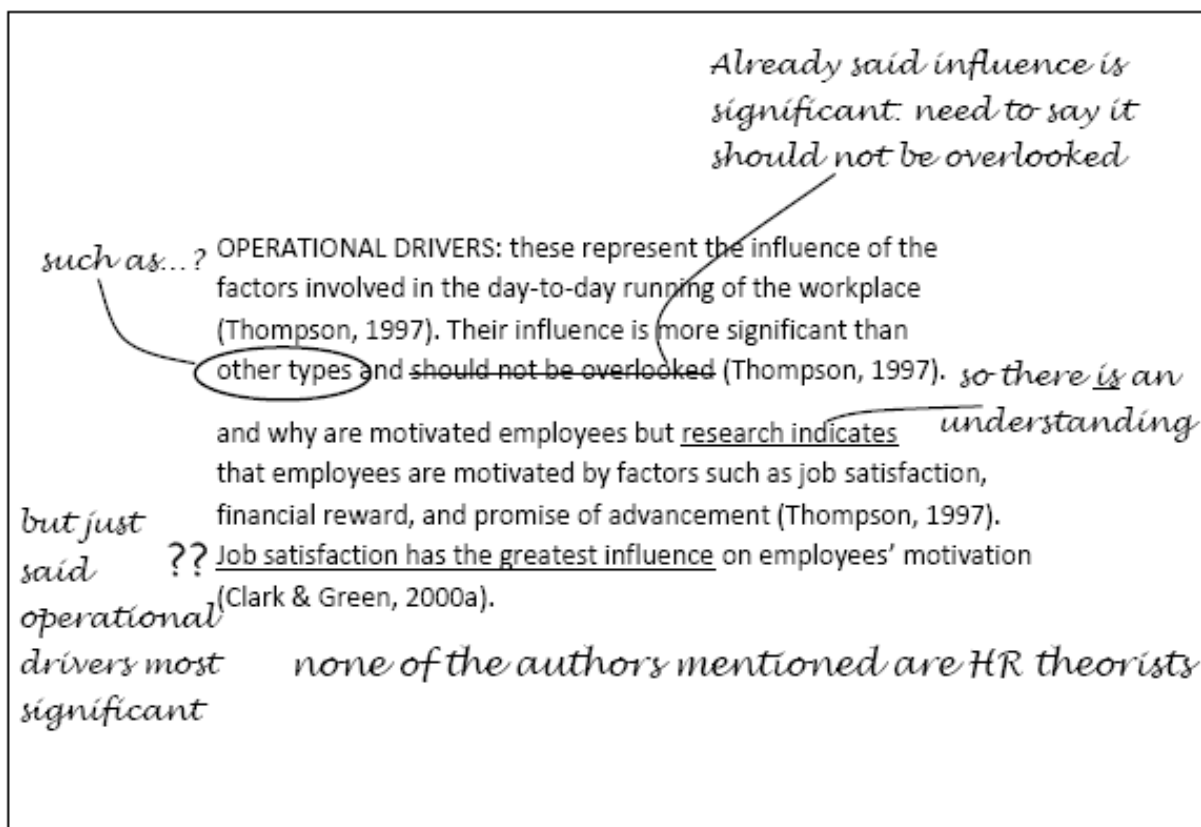 Already said influence is
significant: need to say it
should not be overlooked
such as...?
OPERATIONAL DRIVERS: these represent the influence of the
factors involved in the day-to-day running of the workplace
(Thompson, 1997). Their influence is more significant than
other types and should not be overlooked (Thompson, 1997).
so there is an
understanding
and why are motivated employees but research indicates
that employees are motivated by factors such as job satisfaction,
financial reward, and promise of advancement (Thompson, 1997).
but just
said
operational
drivers most
significant
??
Job satisfaction has the greatest influence on employees' motivation
(Clark & Green, 2000a).
none of the authors mentioned are HR theorists